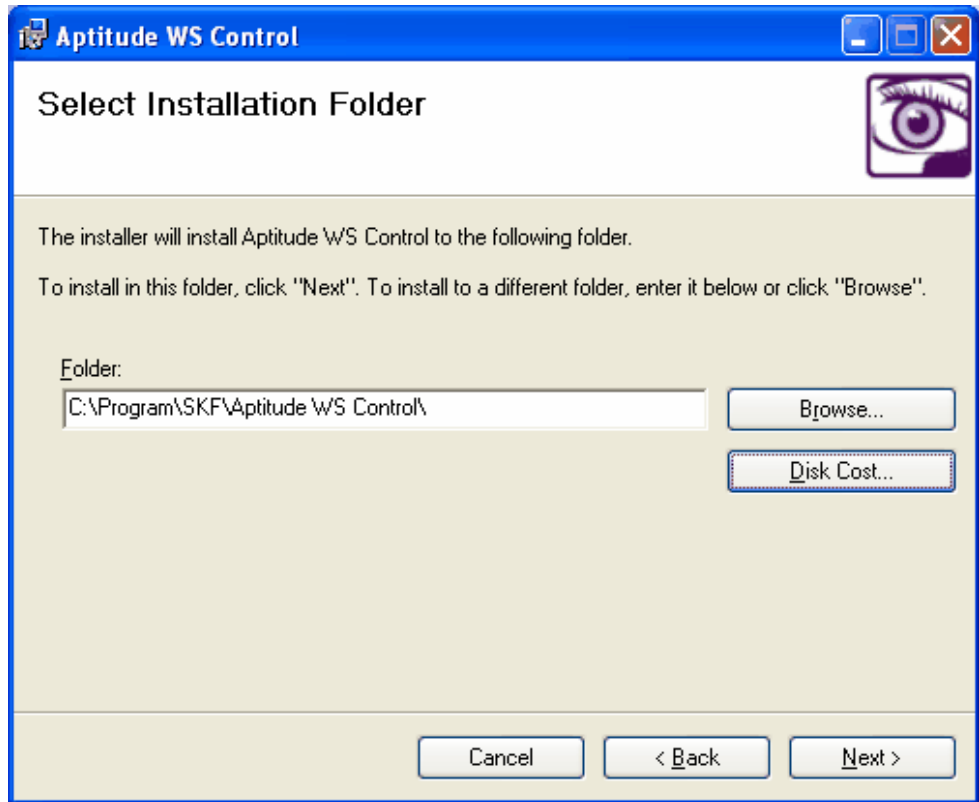 Aptitude WS Control
Select Installation Folder
The installer will install Aptitude WS Control to the following folder.
To install in this folder, click "Next". To install to a different folder, enter it below or click "Browse".
Folder:
C:\Program\SKF\Aptitude WS Control\
Browse...
Disk Cost...
Cancel
< Back
Next >